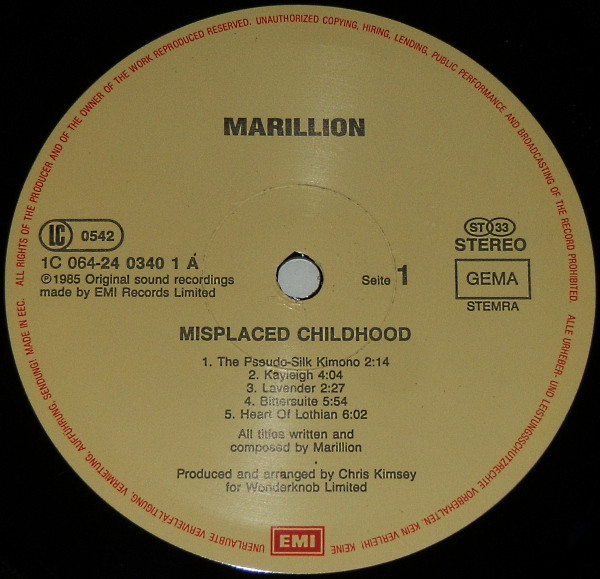 ALL RIGHTS OF THE PRODUCER AND OF THE OWNER OF THE WORK REPRODUCED RESERVED. UNAUTHORIZED COPYING, HIRING, LENDING, PUBLIC PERFORMANCE AND BROADCASTING OF THE RECORD PROHIBITED.
ALLE URHEBER- UND LEISTUNGSSCHUTZRECHTE VORBEHALTEN. KEIN VERLEIH! KEINE UNERLAUBTE VERVIELFÄLTIGUNG, VERMIETUNG, AUFFÜHRUNG, SENDUNG! MADE IN EEC.
MARILLION
LC 0542
1C 064-24 0340 1 A
℗1985 Original sound recordings
made by EMI Records Limited
Seite 1
ST 33
STEREO
GEMA
STEMRA
MISPLACED CHILDHOOD
1. The Pseudo-Silk Kimono 2:14
2. Kayleigh 4:04
3. Lavender 2:27
4. Bittersuite 5:54
5. Heart Of Lothian 6:02
All titles written and
composed by Marillion
Produced and arranged by Chris Kimsey
for Wonderknob Limited
EMI